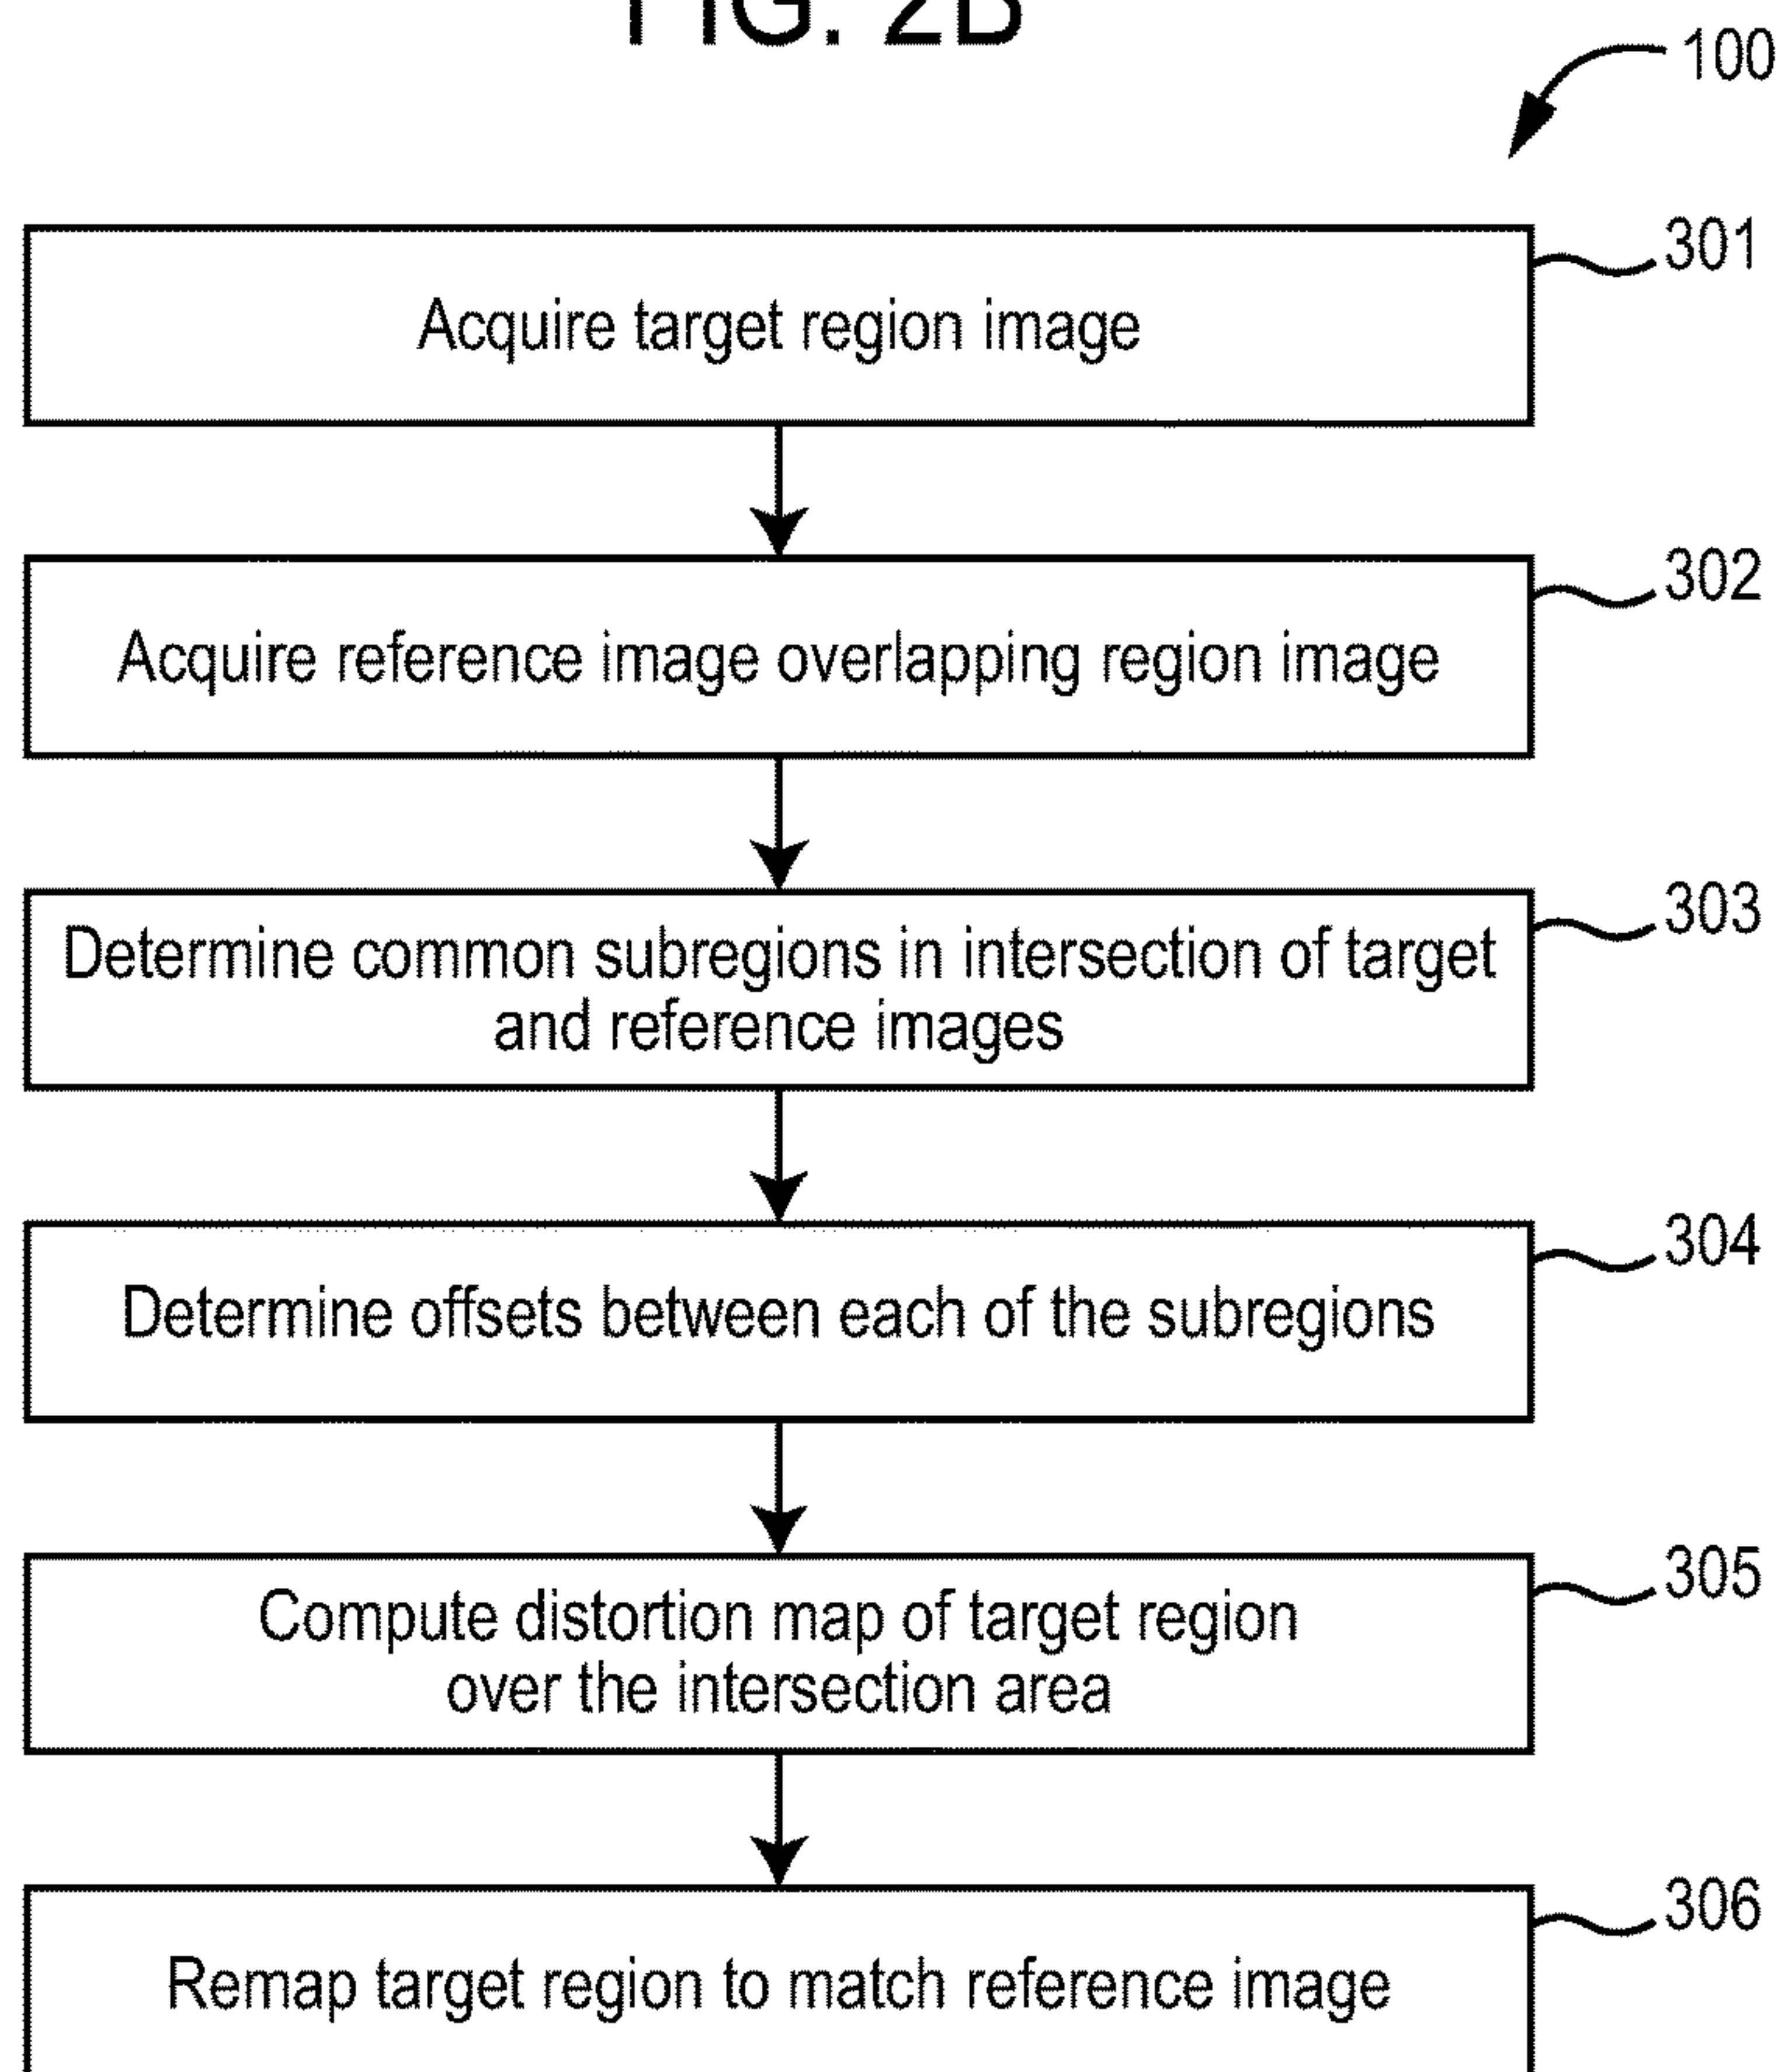 FIG. 2B
100
301
Acquire target region image
302
Acquire reference image overlapping region image
303
Determine common subregions in intersection of target
and reference images
304
Determine offsets between each of the subregions
305
Compute distortion map of target region
over the intersection area
306
Remap target region to match reference image